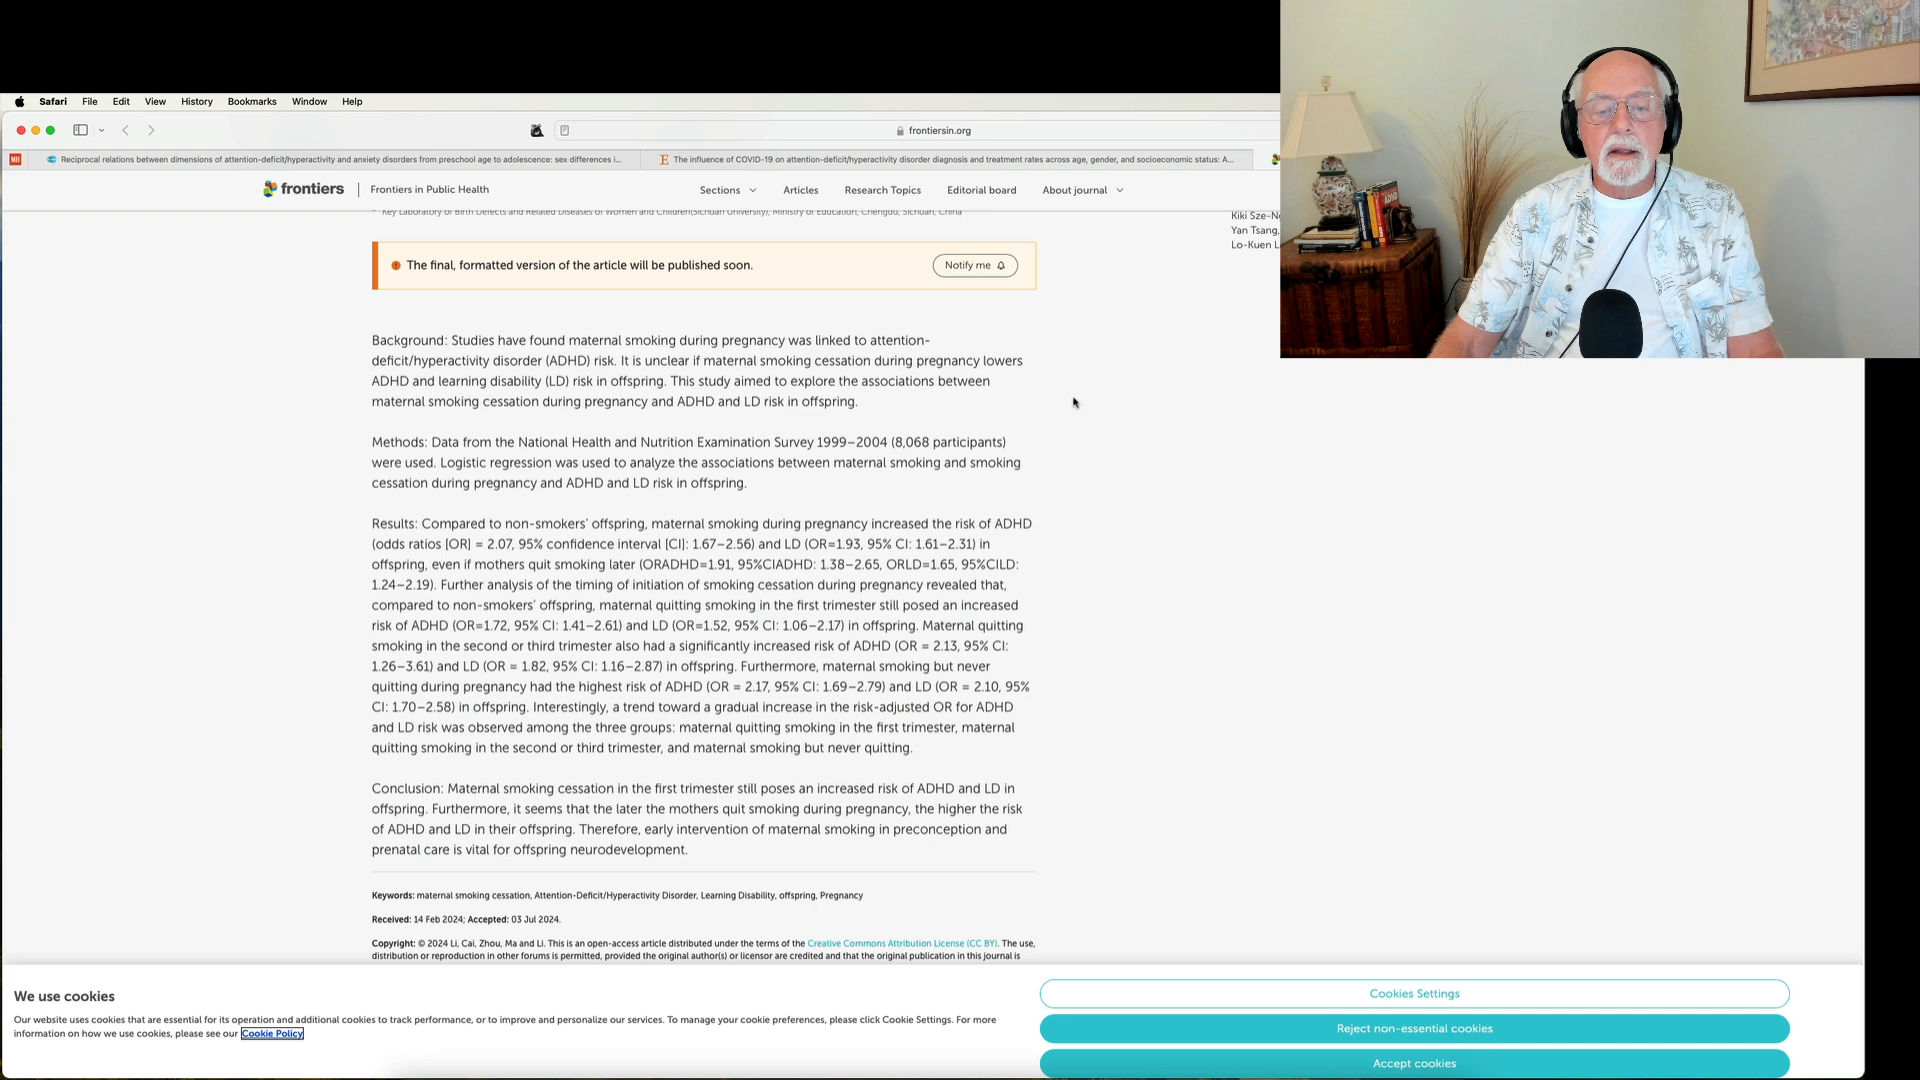 Safari File Edit View History Bookmarks Window Help
frontiersin.org
MH Reciprocal relations between dimensions of attention-deficit/hyperactivity and anxiety disorders from preschool age to adolescence: sex differences i... E The influence of COVID-19 on attention-deficit/hyperactivity disorder diagnosis and treatment rates across age, gender, and socioeconomic status: A...
frontiers | Frontiers in Public Health Sections Articles Research Topics Editorial board About journal
Key Laboratory of Birth Defects and Related Diseases of Women and Children(Sichuan University), Ministry of Education, Chengdu, Sichuan, China
Kiki Sze-N
Yan Tsang,
Lo-Kuen L
The final, formatted version of the article will be published soon. Notify me
Background: Studies have found maternal smoking during pregnancy was linked to attention-
deficit/hyperactivity disorder (ADHD) risk. It is unclear if maternal smoking cessation during pregnancy lowers
ADHD and learning disability (LD) risk in offspring. This study aimed to explore the associations between
maternal smoking cessation during pregnancy and ADHD and LD risk in offspring.
Methods: Data from the National Health and Nutrition Examination Survey 1999–2004 (8,068 participants)
were used. Logistic regression was used to analyze the associations between maternal smoking and smoking
cessation during pregnancy and ADHD and LD risk in offspring.
Results: Compared to non-smokers' offspring, maternal smoking during pregnancy increased the risk of ADHD
(odds ratios [OR] = 2.07, 95% confidence interval [CI]: 1.67–2.56) and LD (OR=1.93, 95% CI: 1.61–2.31) in
offspring, even if mothers quit smoking later (ORADHD=1.91, 95%CIADHD: 1.38–2.65, ORLD=1.65, 95%CILD:
1.24–2.19). Further analysis of the timing of initiation of smoking cessation during pregnancy revealed that,
compared to non-smokers' offspring, maternal quitting smoking in the first trimester still posed an increased
risk of ADHD (OR=1.72, 95% CI: 1.41–2.61) and LD (OR=1.52, 95% CI: 1.06–2.17) in offspring. Maternal quitting
smoking in the second or third trimester also had a significantly increased risk of ADHD (OR = 2.13, 95% CI:
1.26–3.61) and LD (OR = 1.82, 95% CI: 1.16–2.87) in offspring. Furthermore, maternal smoking but never
quitting during pregnancy had the highest risk of ADHD (OR = 2.17, 95% CI: 1.69–2.79) and LD (OR = 2.10, 95%
CI: 1.70–2.58) in offspring. Interestingly, a trend toward a gradual increase in the risk-adjusted OR for ADHD
and LD risk was observed among the three groups: maternal quitting smoking in the first trimester, maternal
quitting smoking in the second or third trimester, and maternal smoking but never quitting.
Conclusion: Maternal smoking cessation in the first trimester still poses an increased risk of ADHD and LD in
offspring. Furthermore, it seems that the later the mothers quit smoking during pregnancy, the higher the risk
of ADHD and LD in their offspring. Therefore, early intervention of maternal smoking in preconception and
prenatal care is vital for offspring neurodevelopment.
Keywords: maternal smoking cessation, Attention-Deficit/Hyperactivity Disorder, Learning Disability, offspring, Pregnancy
Received: 14 Feb 2024; Accepted: 03 Jul 2024.
Copyright: © 2024 Li, Cai, Zhou, Ma and Li. This is an open-access article distributed under the terms of the Creative Commons Attribution License (CC BY). The use,
distribution or reproduction in other forums is permitted, provided the original author(s) or licensor are credited and that the original publication in this journal is
We use cookies
Our website uses cookies that are essential for its operation and additional cookies to track performance, or to improve and personalize our services. To manage your cookie preferences, please click Cookie Settings. For more
information on how we use cookies, please see our Cookie Policy
Cookies Settings
Reject non-essential cookies
Accept cookies